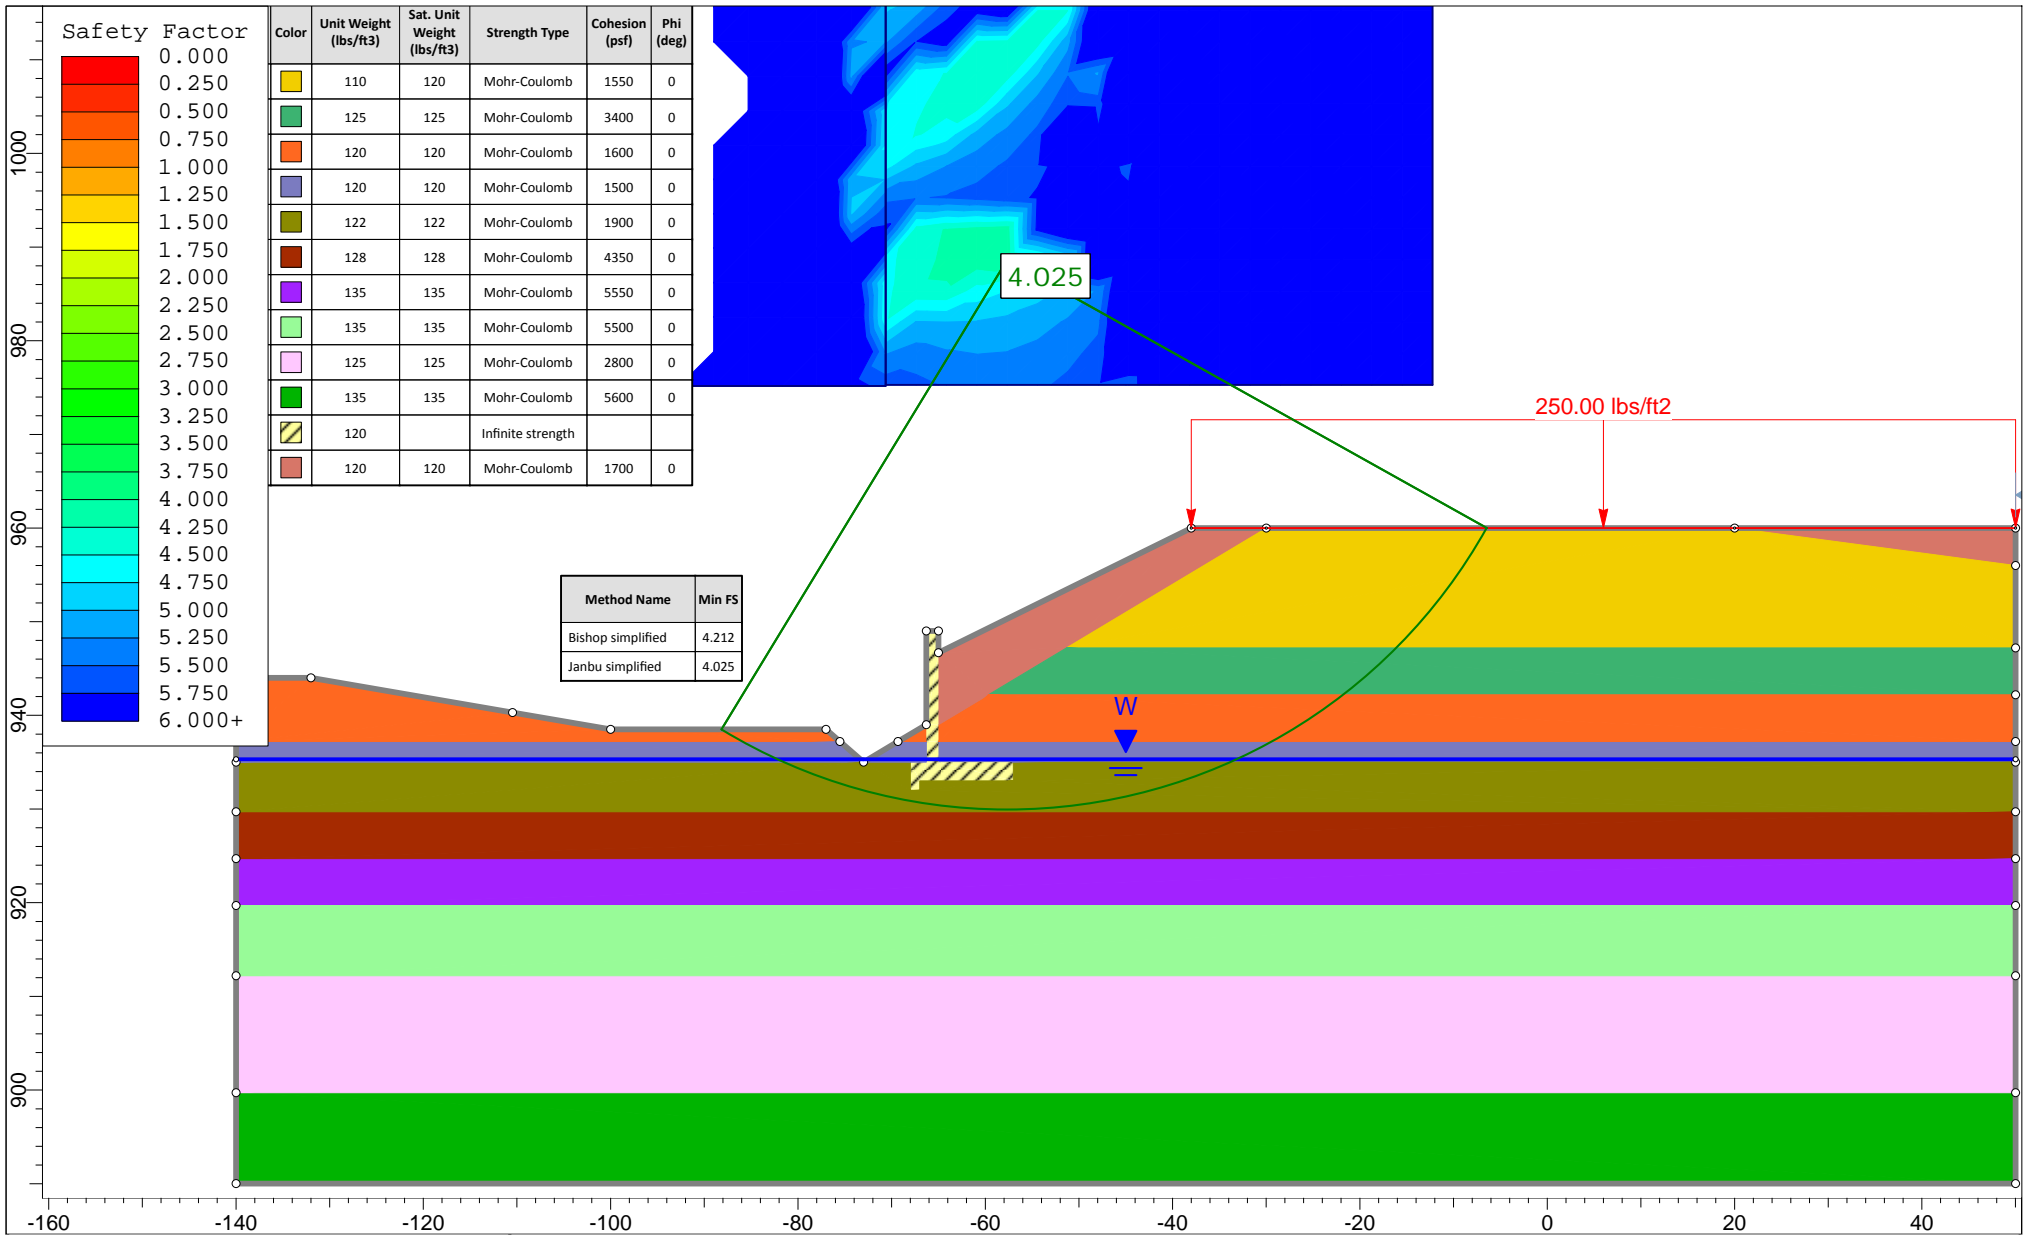 Safety Factor
0.000
0.250
0.500
0.750
1.000
1.250
1.500
1.750
2.000
2.250
2.500
2.750
3.000
3.250
3.500
3.750
4.000
4.250
4.500
4.750
5.000
5.250
5.500
5.750
6.000+
Color Unit Weight (lbs/ft3) Sat. Unit Weight (lbs/ft3) Strength Type Cohesion (psf) Phi (deg)
110 120 Mohr-Coulomb 1550 0
125 125 Mohr-Coulomb 3400 0
120 120 Mohr-Coulomb 1600 0
120 120 Mohr-Coulomb 1500 0
122 122 Mohr-Coulomb 1900 0
128 128 Mohr-Coulomb 4350 0
135 135 Mohr-Coulomb 5550 0
135 135 Mohr-Coulomb 5500 0
125 125 Mohr-Coulomb 2800 0
135 135 Mohr-Coulomb 5600 0
120 Infinite strength
120 120 Mohr-Coulomb 1700 0
4.025
250.00 lbs/ft2
Method Name Min FS
Bishop simplified 4.212
Janbu simplified 4.025
W
1000
980
960
940
920
900
-160 -140 -120 -100 -80 -60 -40 -20 0 20 40